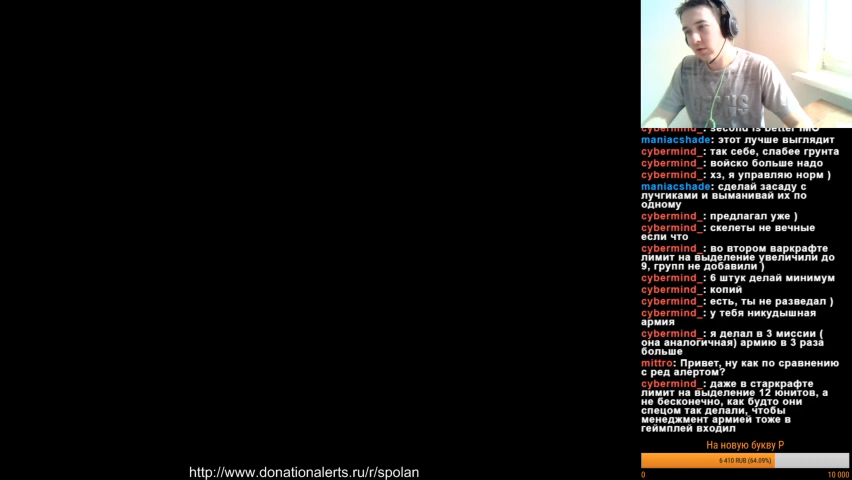 cybermind_: second is better IMO
maniacshade: этот лучше выглядит
cybermind_: так себе, слабее грунта
cybermind_: войско больше надо
cybermind_: хз, я управляю норм )
maniacshade: сделай засаду с
лучгиками и выманивай их по
одному
cybermind_: предлагал уже )
cybermind_: скелеты не вечные
если что
cybermind_: во втором варкрафте
лимит на выделение увеличили до
9, групп не добавили )
cybermind_: 6 штук делай минимум
cybermind_: копий
cybermind_: есть, ты не разведал )
cybermind_: у тебя никудышная
армия
cybermind_: я делал в 3 миссии (
она аналогичная) армию в 3 раза
больше
mittro: Привет, ну как по сравнению
с ред алертом?
cybermind_: даже в старкрафте
лимит на выделение 12 юнитов, а
не бесконечно, как будто они
спецом так делали, чтобы
менеджмент армией тоже в
геймплей входил
На новую букву Р
6 410 RUB (64.09%)
0 10 000
http://www.donationalerts.ru/r/spolan